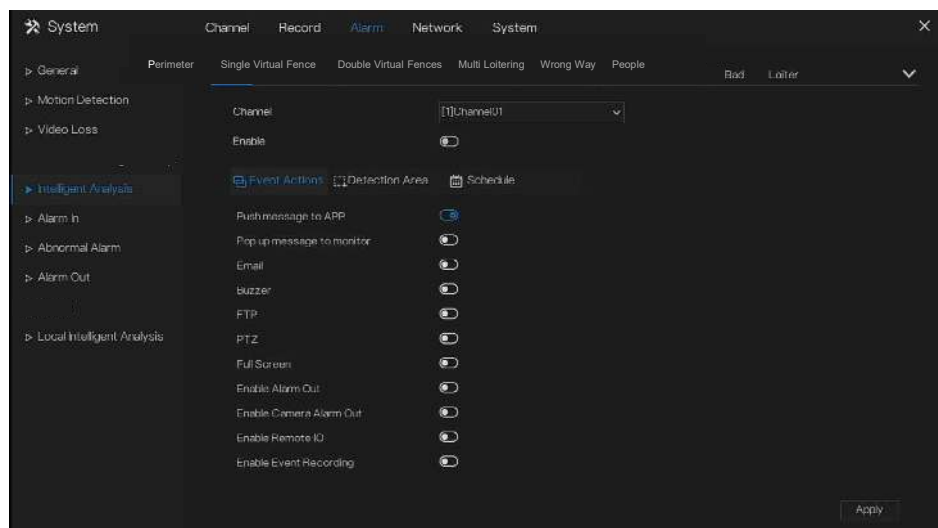 System Channel Record Alarm Network System
Perimeter Single Virtual Fence Double Virtual Fences Multi Loitering Wrong Way People Bad Loiter
General
Motion Detection
Video Loss
Intelligent Analysis
Alarm In
Abnormal Alarm
Alarm Out
Local Intelligent Analysis
Channel [1]Channel01
Enable
Event Actions Detection Area Schedule
Push message to APP
Pop up message to monitor
Email
Buzzer
FTP
PTZ
Full Screen
Enable Alarm Out
Enable Camera Alarm Out
Enable Remote IO
Enable Event Recording
Apply